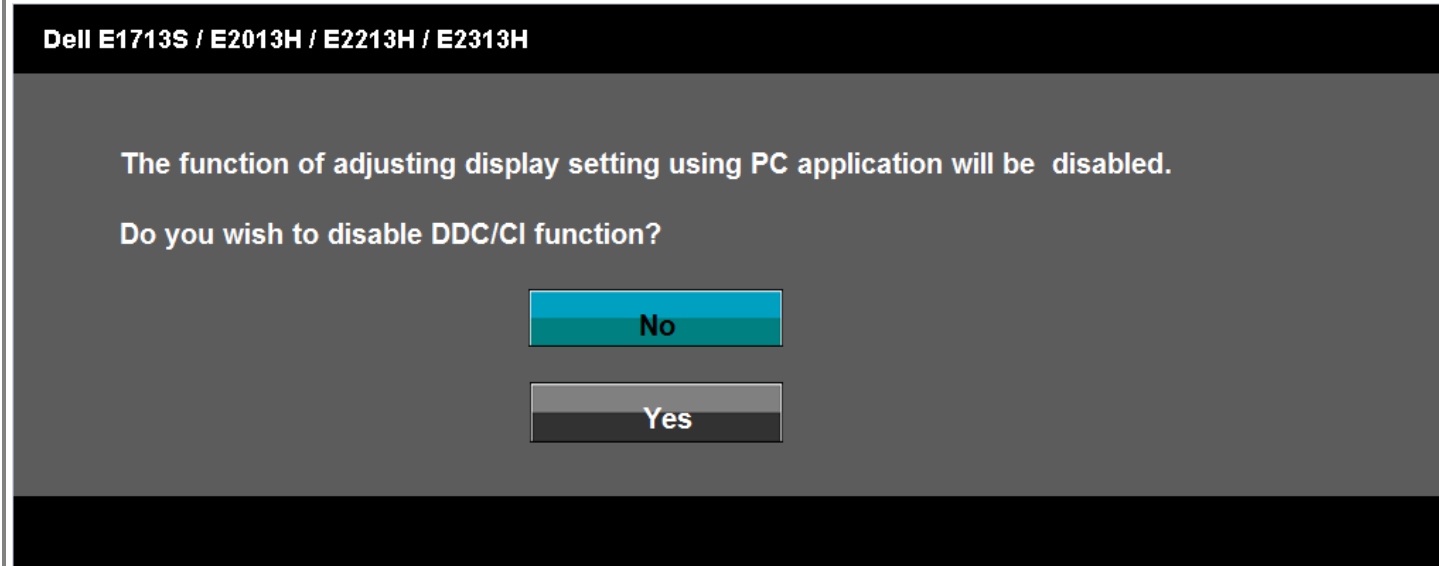 Dell E1713S / E2013H / E2213H / E2313H
The function of adjusting display setting using PC application will be  disabled.
Do you wish to disable DDC/CI function?
No
Yes